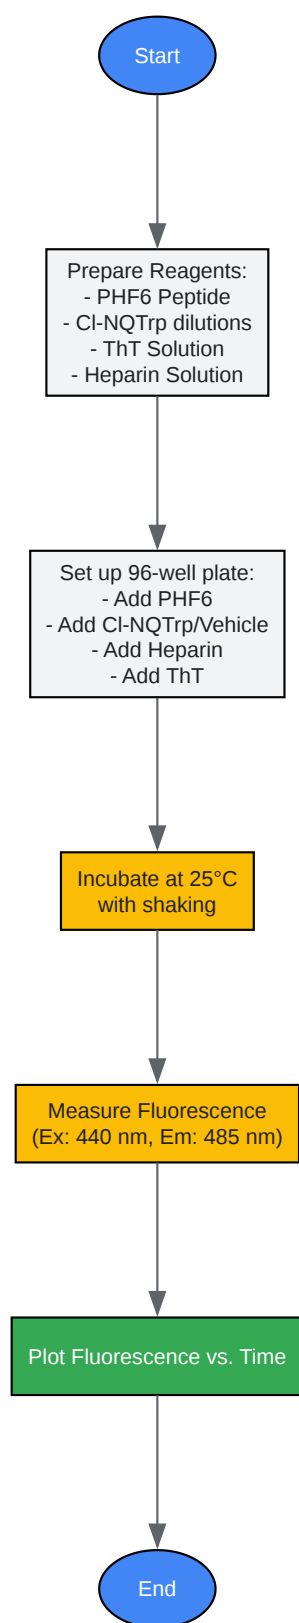 Start
Prepare Reagents:
- PHF6 Peptide
- Cl-NQTrp dilutions
- ThT Solution
- Heparin Solution
Set up 96-well plate:
- Add PHF6
- Add Cl-NQTrp/Vehicle
- Add Heparin
- Add ThT
Incubate at 25°C
with shaking
Measure Fluorescence
(Ex: 440 nm, Em: 485 nm)
Plot Fluorescence vs. Time
End